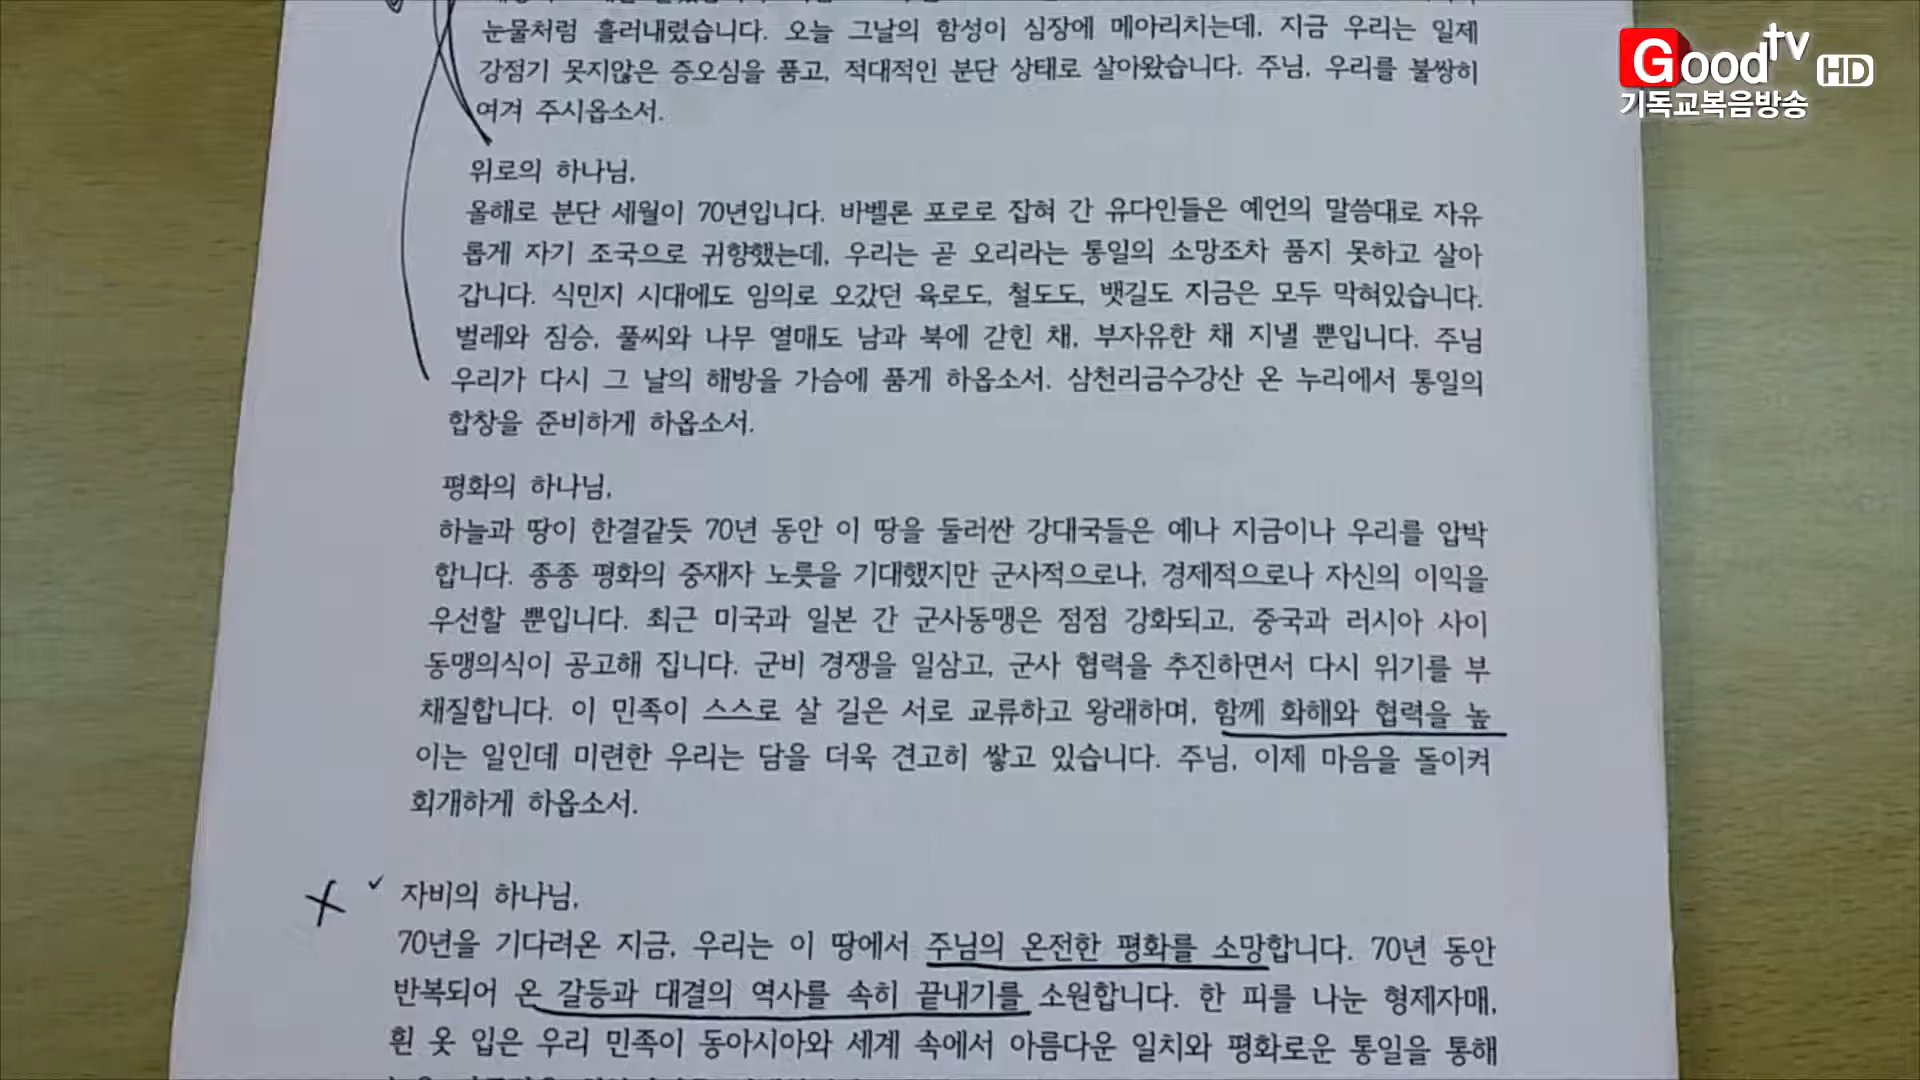 눈물처럼 흘러내렸습니다. 오늘 그날의 함성이 심장에 메아리치는데, 지금 우리는 일제
강점기 못지않은 증오심을 품고, 적대적인 분단 상태로 살아왔습니다. 주님, 우리를 불쌍히
여겨 주시옵소서.
위로의 하나님,
올해로 분단 세월이 70년입니다. 바벨론 포로로 잡혀 간 유다인들은 예언의 말씀대로 자유
롭게 자기 조국으로 귀향했는데, 우리는 곧 오리라는 통일의 소망조차 품지 못하고 살아
갑니다. 식민지 시대에도 임의로 오갔던 육로도, 철도도, 뱃길도 지금은 모두 막혀있습니다.
벌레와 짐승, 풀씨와 나무 열매도 남과 북에 갇힌 채, 부자유한 채 지낼 뿐입니다. 주님
우리가 다시 그 날의 해방을 가슴에 품게 하옵소서. 삼천리금수강산 온 누리에서 통일의
합창을 준비하게 하옵소서.
평화의 하나님,
하늘과 땅이 한결같듯 70년 동안 이 땅을 둘러싼 강대국들은 예나 지금이나 우리를 압박
합니다. 종종 평화의 중재자 노릇을 기대했지만 군사적으로나, 경제적으로나 자신의 이익을
우선할 뿐입니다. 최근 미국과 일본 간 군사동맹은 점점 강화되고, 중국과 러시아 사이
동맹의식이 공고해 집니다. 군비 경쟁을 일삼고, 군사 협력을 추진하면서 다시 위기를 부
채질합니다. 이 민족이 스스로 살 길은 서로 교류하고 왕래하며, 함께 화해와 협력을 높
이는 일인데 미련한 우리는 담을 더욱 견고히 쌓고 있습니다. 주님, 이제 마음을 돌이켜
회개하게 하옵소서.
자비의 하나님,
70년을 기다려온 지금, 우리는 이 땅에서 주님의 온전한 평화를 소망합니다. 70년 동안
반복되어 온 갈등과 대결의 역사를 속히 끝내기를 소원합니다. 한 피를 나눈 형제자매,
흰 옷 입은 우리 민족이 동아시아와 세계 속에서 아름다운 일치와 평화로운 통일을 통해
Goodtv HD
기독교복음방송